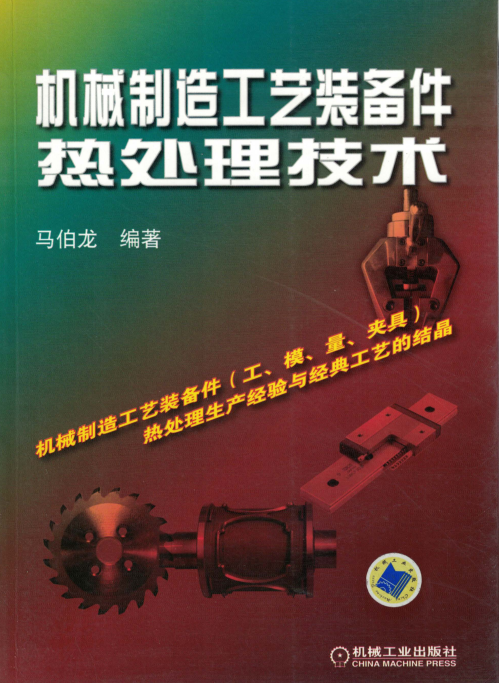 机械制造工艺装备件
热处理技术
马伯龙 编著
机械制造工艺装备件(工、模、量、夹具)
热处理生产经验与经典工艺的结晶
机械工业出版社
CHINA MACHINE PRESS